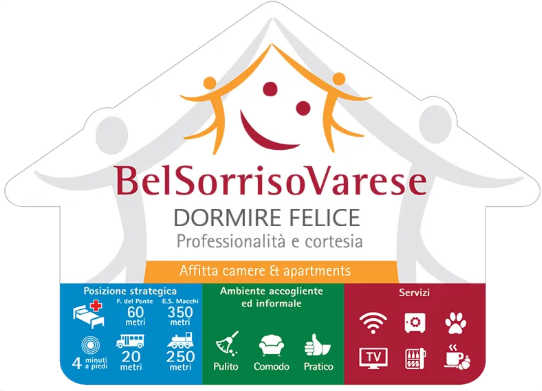 BelSorrisoVarese
DORMIRE FELICE
Professionalità e cortesia
Affitta camere & apartments
Posizione strategica
F. del Ponte
60
metri
E.S. Macchi
350
metri
4 minuti
a piedi
20
metri
250
metri
Ambiente accogliente
ed informale
Pulito Comodo Pratico
Servizi
TV